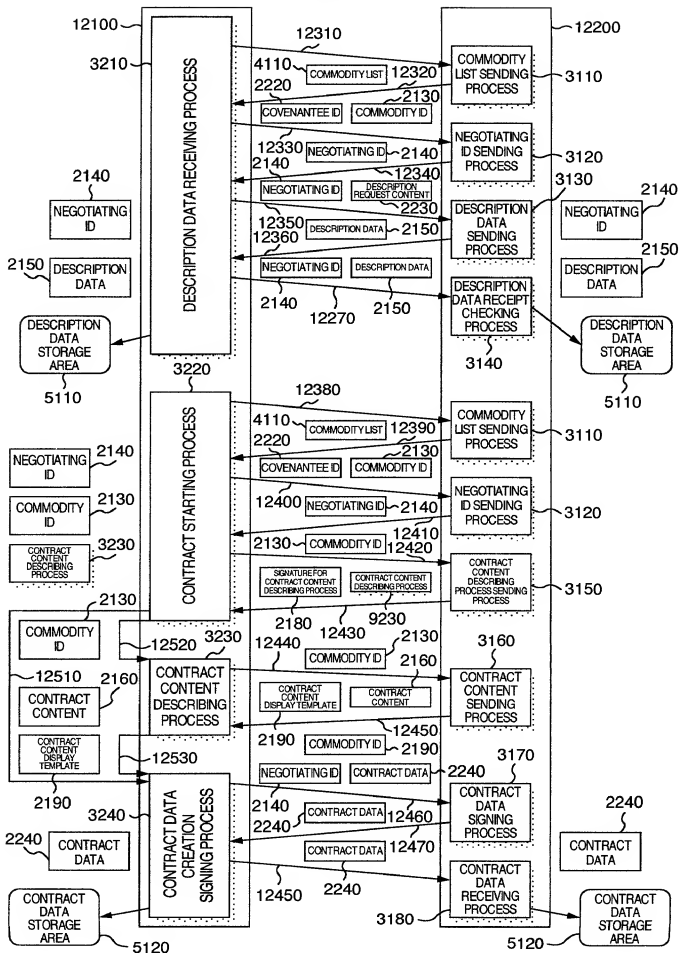 12100
12200
12310
3210
DESCRIPTION DATA RECEIVING PROCESS
4110
COMMODITY LIST
12320
COMMODITY
LIST SENDING
PROCESS
3110
2220
2130
COVENANTEE ID
COMMODITY ID
12330
NEGOTIATING ID
2140
NEGOTIATING
ID SENDING
PROCESS
3120
2140
12340
NEGOTIATING ID
DESCRIPTION
REQUEST CONTENT
2230
3130
2140
NEGOTIATING
ID
12350
12360
DESCRIPTION DATA
2150
DESCRIPTION
DATA
SENDING
PROCESS
2140
NEGOTIATING
ID
2150
DESCRIPTION
DATA
NEGOTIATING ID
DESCRIPTION DATA
2140
2150
12270
DESCRIPTION
DATA RECEIPT
CHECKING
PROCESS
3140
2150
DESCRIPTION
DATA
DESCRIPTION
DATA
STORAGE
AREA
5110
DESCRIPTION
DATA
STORAGE
AREA
5110
3220
CONTRACT STARTING PROCESS
12380
4110
COMMODITY LIST
12390
COMMODITY
LIST SENDING
PROCESS
3110
2220
2130
COVENANTEE ID
COMMODITY ID
NEGOTIATING
ID
2140
12400
NEGOTIATING ID
2140
12410
NEGOTIATING
ID SENDING
PROCESS
3120
COMMODITY
ID
2130
2130
COMMODITY ID
12420
CONTRACT
CONTENT
DESCRIBING
PROCESS
3230
SIGNATURE FOR
CONTRACT CONTENT
DESCRIBING PROCESS
CONTRACT CONTENT
DESCRIBING PROCESS
2180
12430
9230
CONTRACT
CONTENT
DESCRIBING
PROCESS SENDING
PROCESS
3150
2130
COMMODITY
ID
12520
3230
12440
2130
COMMODITY ID
3160
12510
CONTRACT
CONTENT
2160
CONTRACT
CONTENT
DESCRIBING
PROCESS
CONTRACT
CONTENT
DISPLAY TEMPLATE
CONTRACT
CONTENT
2160
2190
12450
CONTRACT
CONTENT
SENDING
PROCESS
CONTRACT
CONTENT
DISPLAY
TEMPLATE
2190
12530
COMMODITY ID
2190
2240
3170
3240
CONTRACT DATA
CREATION
SIGNING PROCESS
NEGOTIATING ID
CONTRACT DATA
2140
12460
CONTRACT
DATA
SIGNING
PROCESS
2240
CONTRACT DATA
2240
CONTRACT DATA
12470
2240
CONTRACT DATA
CONTRACT DATA
2240
12450
CONTRACT
DATA
RECEIVING
PROCESS
3180
CONTRACT
DATA
STORAGE
AREA
5120
CONTRACT
DATA
STORAGE
AREA
5120